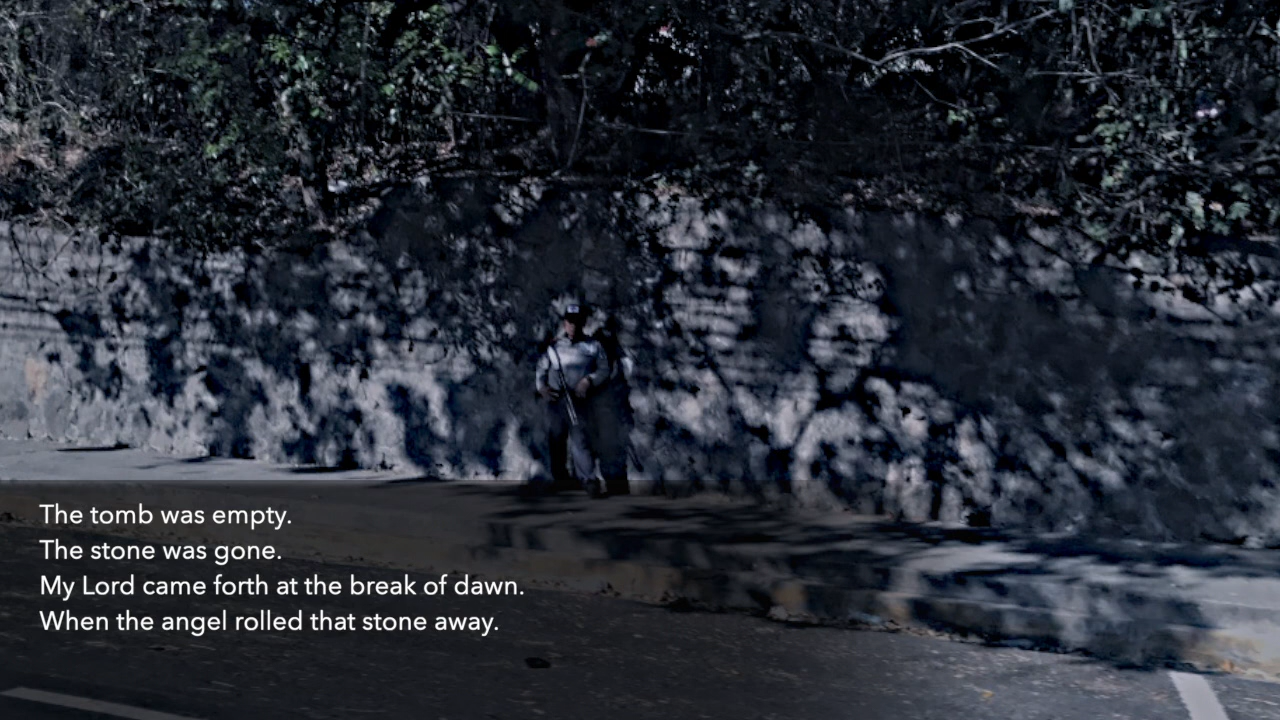 The tomb was empty.
The stone was gone.
My Lord came forth at the break of dawn.
When the angel rolled that stone away.